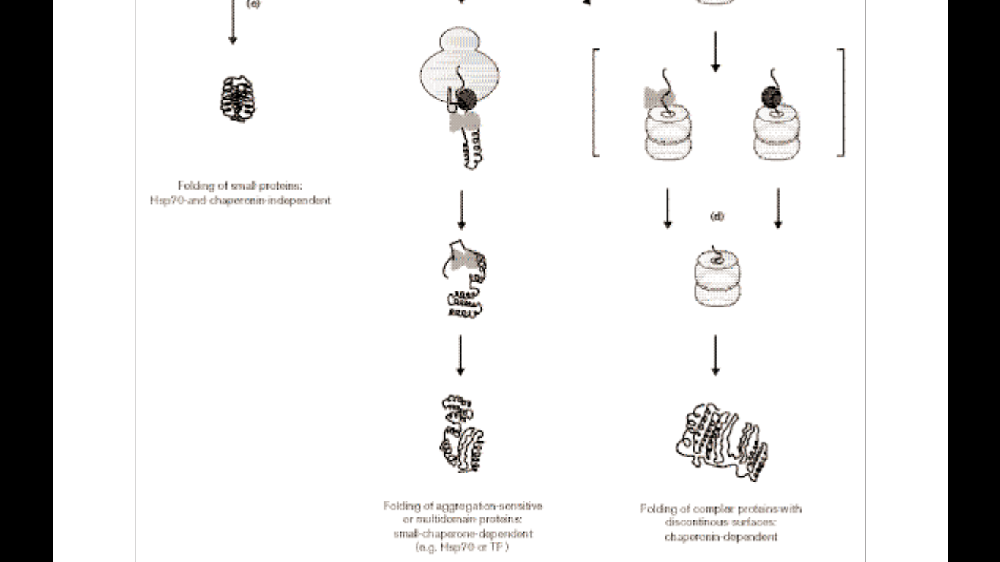 (e)
Folding of small proteins:
Hsp70-and-chaperonin-independent
(d)
Folding of aggregation-sensitive
or multidomain proteins:
small-chaperone-dependent
(e.g. Hsp70 or TF)
Folding of complex proteins with
discontinous surfaces:
chaperonin-dependent